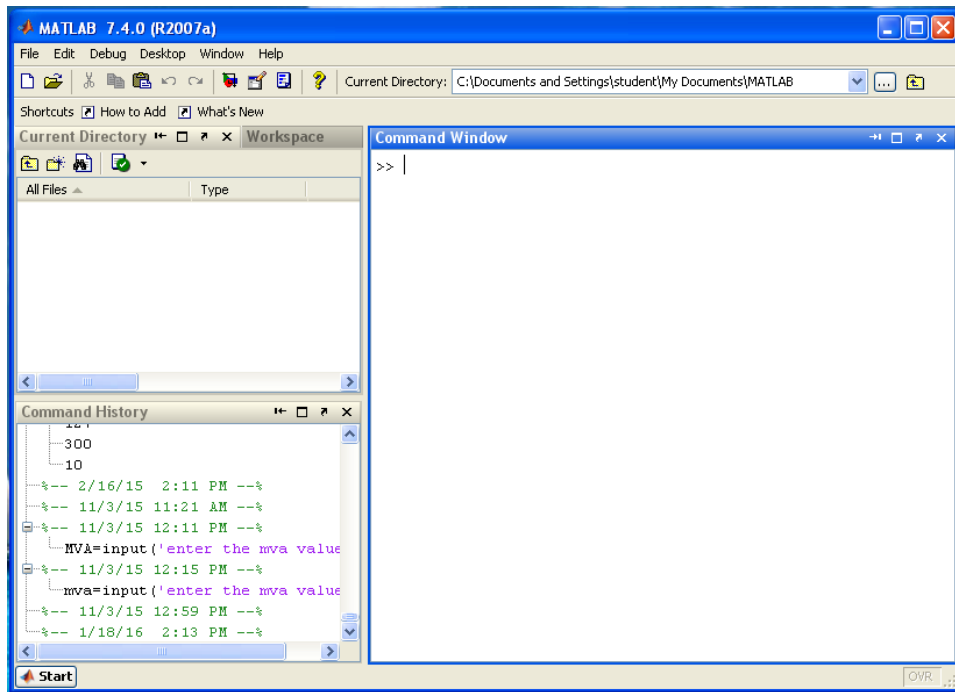 MATLAB 7.4.0 (R2007a)
File Edit Debug Desktop Window Help
Current Directory: C:\Documents and Settings\student\My Documents\MATLAB ...
Shortcuts How to Add What's New
Current Directory Workspace
All Files Type
Command History
300
10
%-- 2/16/15 2:11 PM --%
%-- 11/3/15 11:21 AM --%
%-- 11/3/15 12:11 PM --%
MVA=input('enter the mva value
%-- 11/3/15 12:15 PM --%
mva=input('enter the mva value
%-- 11/3/15 12:59 PM --%
%-- 1/18/16 2:13 PM --%
Command Window
>>
Start
OVR